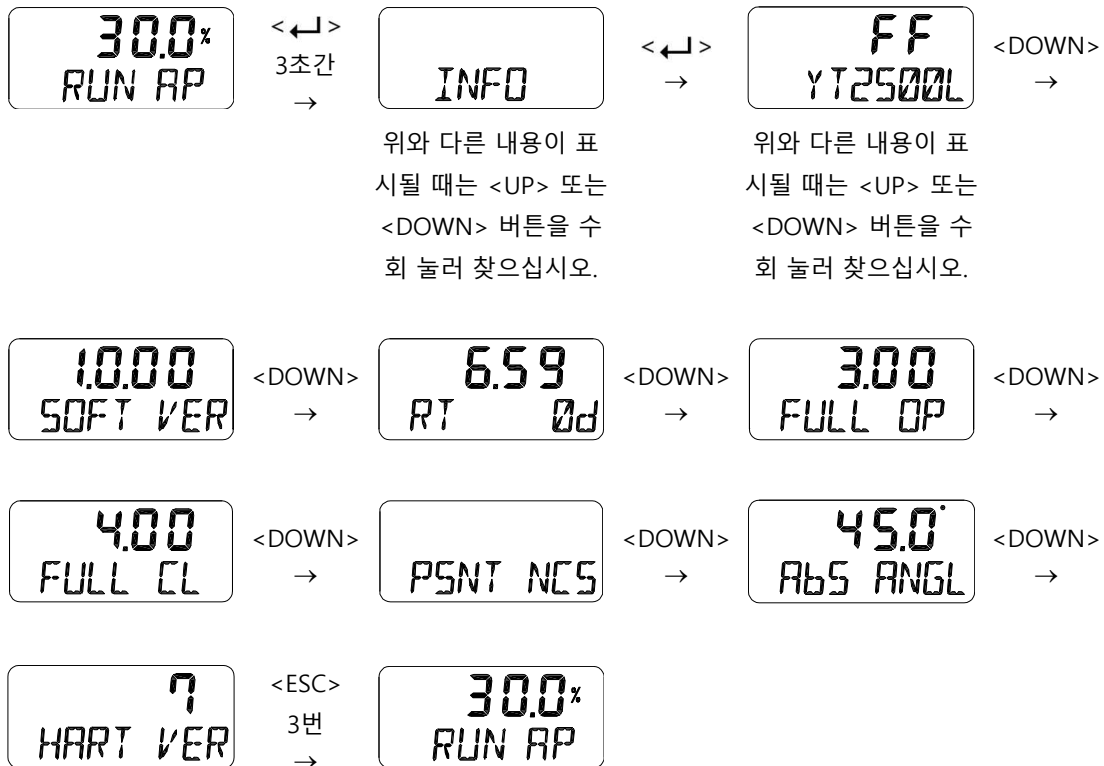 30.0%
RUN AP
<↵>
3초간
→
INFO
위와 다른 내용이 표
시될 때는 <UP> 또는
<DOWN> 버튼을 수
회 눌러 찾으십시오.
<↵>
→
FF
YT2500L
위와 다른 내용이 표
시될 때는 <UP> 또는
<DOWN> 버튼을 수
회 눌러 찾으십시오.
<DOWN>
→
1.0.00
SOFT VER
<DOWN>
→
6.59
RT 0d
<DOWN>
→
3.00
FULL OP
<DOWN>
→
4.00
FULL CL
<DOWN>
→
PSNT NCS
<DOWN>
→
45.0°
AbS ANGL
<DOWN>
→
7
HART VER
<ESC>
3번
→
30.0%
RUN AP